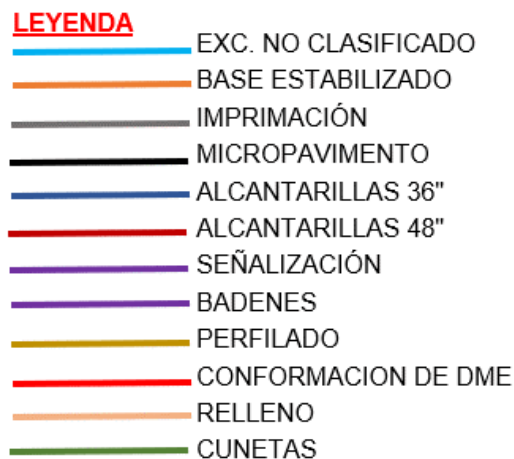 LEYENDA
EXC. NO CLASIFICADO
BASE ESTABILIZADO
IMPRIMACIÓN
MICROPAVIMENTO
ALCANTARILLAS 36"
ALCANTARILLAS 48"
SEÑALIZACIÓN
BADENES
PERFILADO
CONFORMACION DE DME
RELLENO
CUNETAS